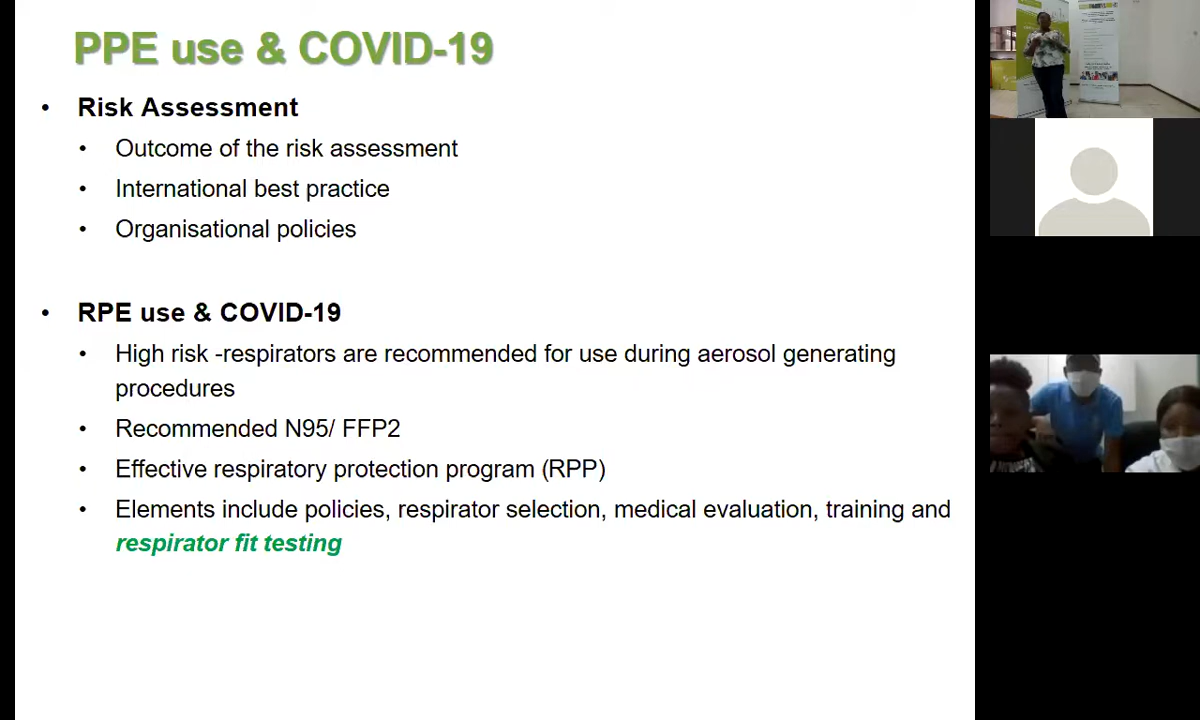 PPE use & COVID-19
• Risk Assessment
• Outcome of the risk assessment
• International best practice
• Organisational policies
• RPE use & COVID-19
• High risk -respirators are recommended for use during aerosol generating
procedures
• Recommended N95/ FFP2
• Effective respiratory protection program (RPP)
• Elements include policies, respirator selection, medical evaluation, training and
respirator fit testing